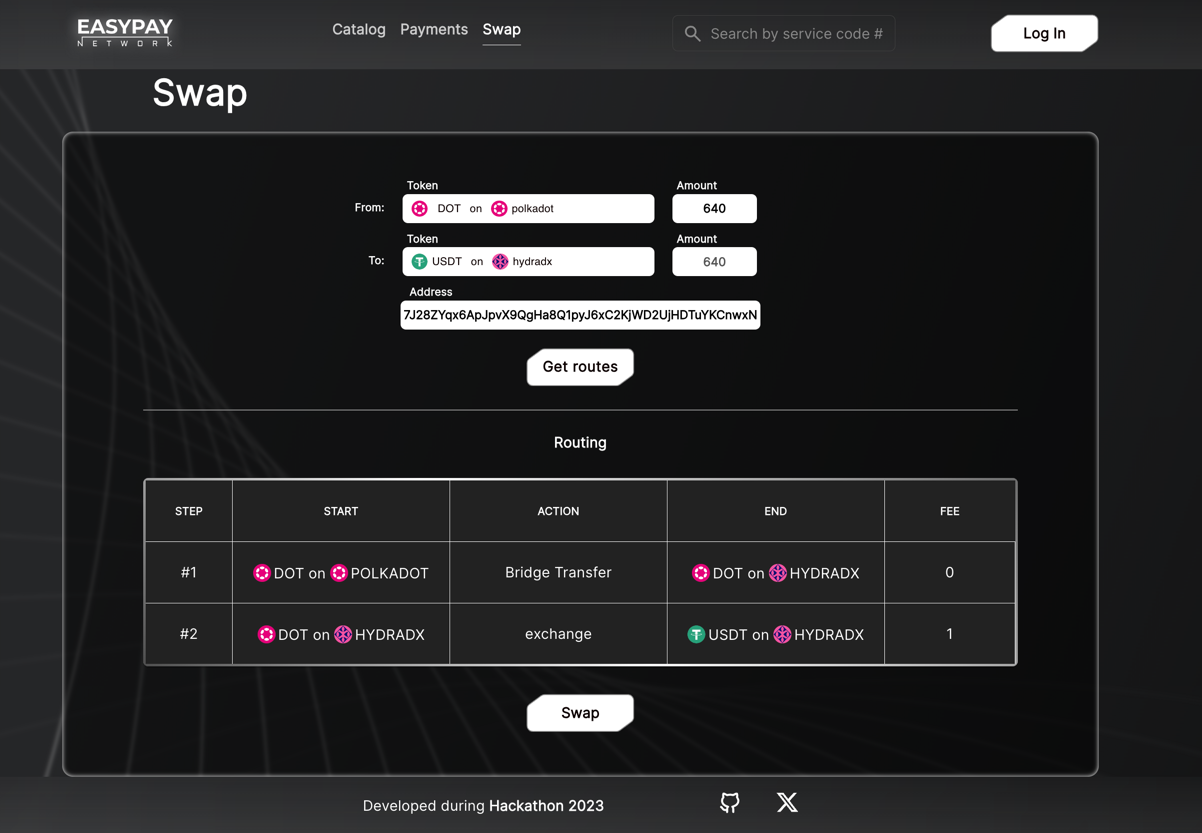 EASYPAY
NETWORK
Catalog Payments Swap
Search by service code #
Log In
Swap
Token Amount
From: DOT on polkadot 640
Token Amount
To: USDT on hydradx 640
Address
7J28ZYqx6ApJpvX9QgHa8Q1pyJ6xC2KjWD2UjHDTuYKCnwxN
Get routes
Routing
STEP START ACTION END FEE
#1 DOT on POLKADOT Bridge Transfer DOT on HYDRADX 0
#2 DOT on HYDRADX exchange USDT on HYDRADX 1
Swap
Developed during Hackathon 2023